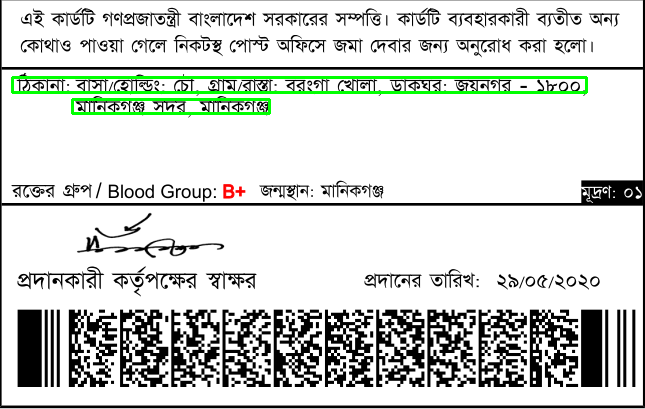 এই কার্ডটি গণপ্রজাতন্ত্রী বাংলাদেশ সরকারের সম্পত্তি। কার্ডটি ব্যবহারকারী ব্যতীত অন্য
কোথাও পাওয়া গেলে নিকটস্থ পোস্ট অফিসে জমা দেবার জন্য অনুরোধ করা হলো।
ঠিকানা: বাসা/হোল্ডিং: চৌ, গ্রাম/রাস্তা: বরংগা খোলা, ডাকঘর: জয়নগর - ১৮০০,
মানিকগঞ্জ সদর, মানিকগঞ্জ
রক্তের গ্রুপ / Blood Group: B+ জন্মস্থান: মানিকগঞ্জ মূদ্রণ: ০১
প্রদানকারী কর্তৃপক্ষের স্বাক্ষর প্রদানের তারিখ: ২৯/০৫/২০২০